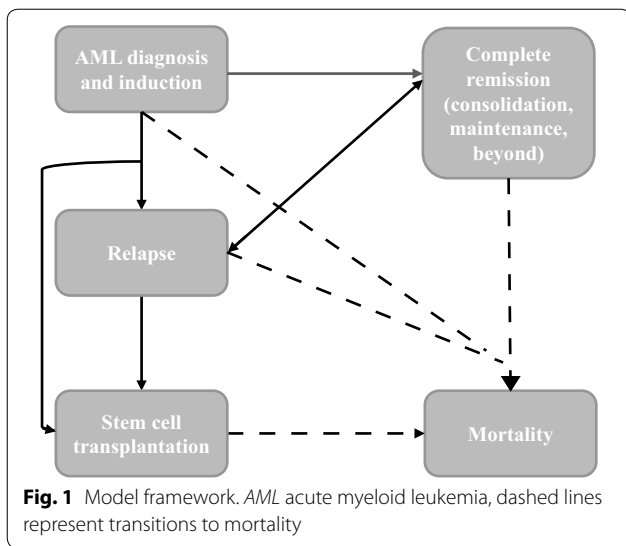 AML diagnosis
and induction
Complete
remission
(consolidation,
maintenance,
beyond)
Relapse
Stem cell
transplantation
Mortality
Fig. 1 Model framework. AML acute myeloid leukemia, dashed lines
represent transitions to mortality